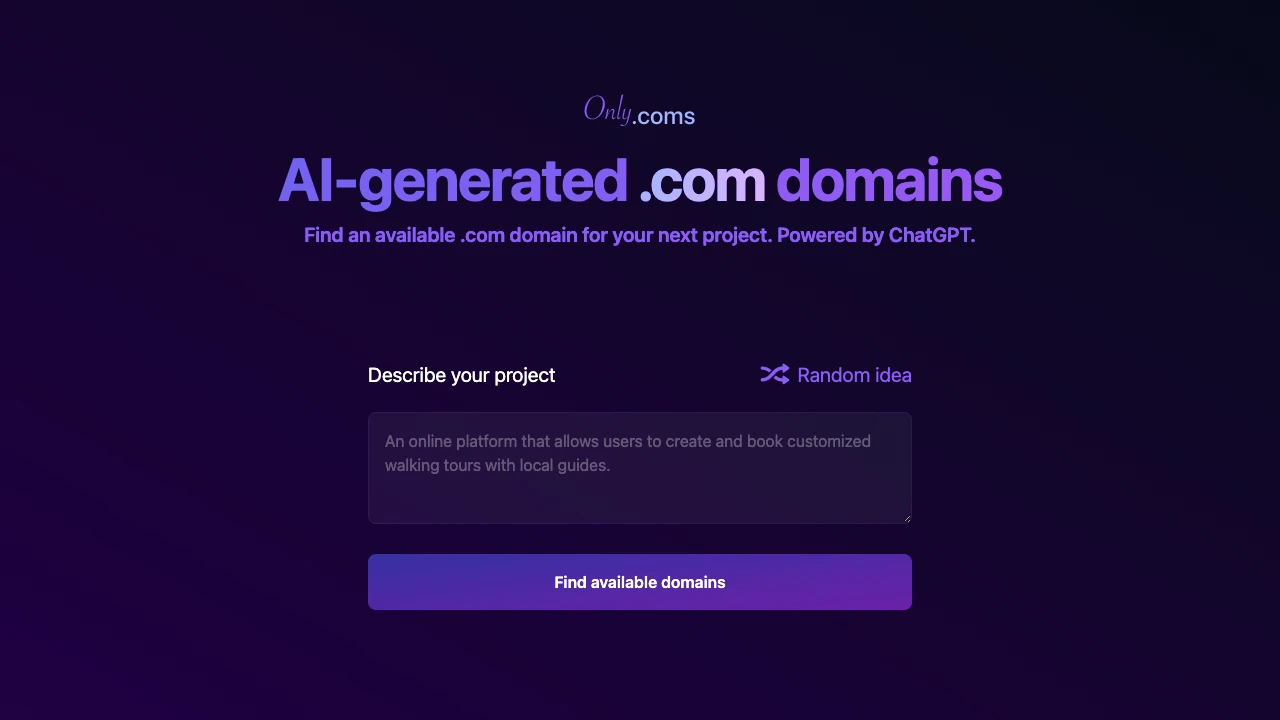 Only.coms
AI-generated .com domains
Find an available .com domain for your next project. Powered by ChatGPT.
Describe your project
Random idea
An online platform that allows users to create and book customized
walking tours with local guides.
Find available domains